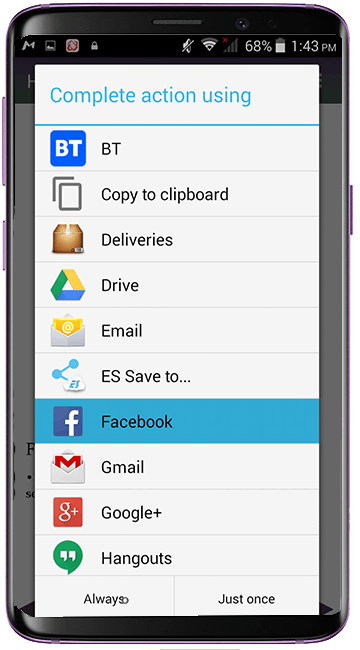 68% 1:43 PM
H
Complete action using
BT BT
Copy to clipboard
Deliveries
Drive
@ Email
ES ES Save to...
f Facebook
F
M Gmail
g+ Google+
Hangouts
Always Just once